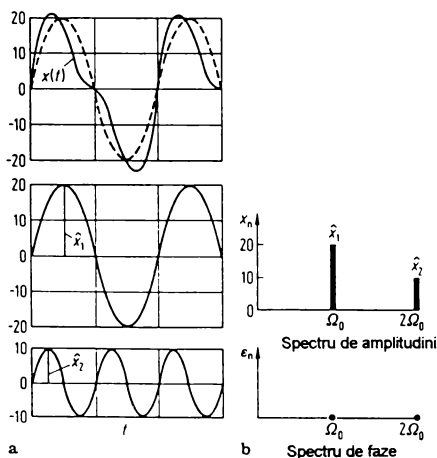 20
10
x(t)
0
-10
-20
20
10
x̂₁
0
-10
-20
10
x̂₂
0
-10
t
a
xₙ
20
10
0
x̂₁
x̂₂
Ω₀ 2Ω₀
Spectru de amplitudini
εₙ
0
Ω₀ 2Ω₀
Spectru de faze
b